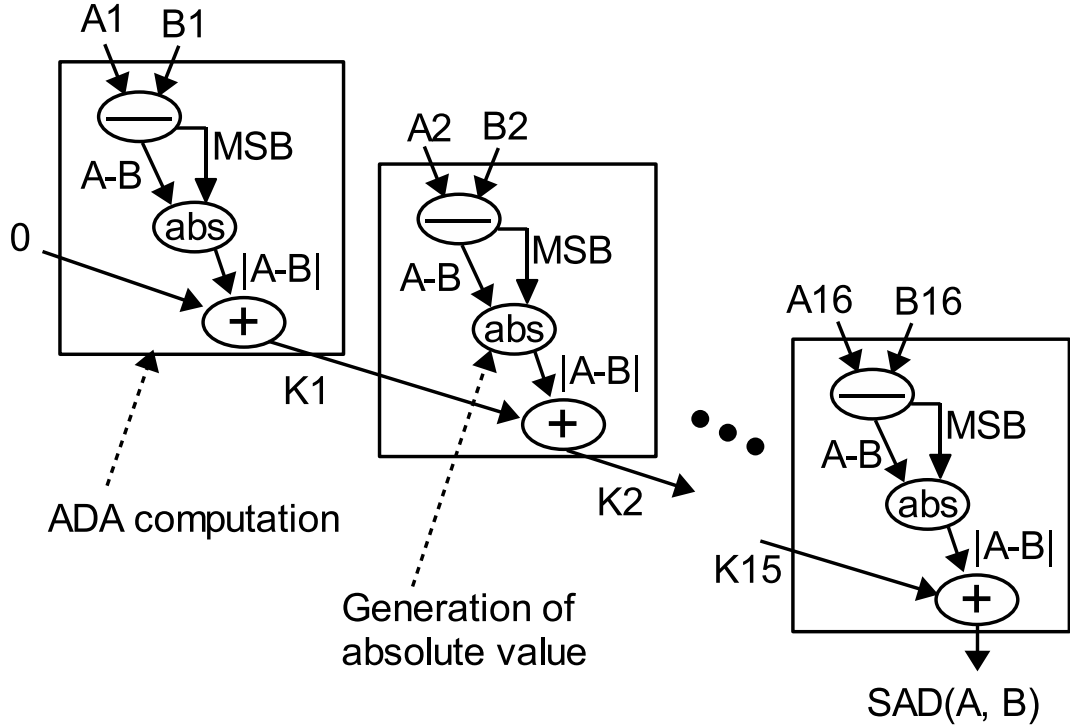 A1 B1
MSB
A-B
abs
0
|A-B|
+
K1
A2 B2
MSB
A-B
abs
|A-B|
+
K2
A16 B16
MSB
A-B
abs
|A-B|
K15
+
SAD(A, B)
ADA computation
Generation of
absolute value